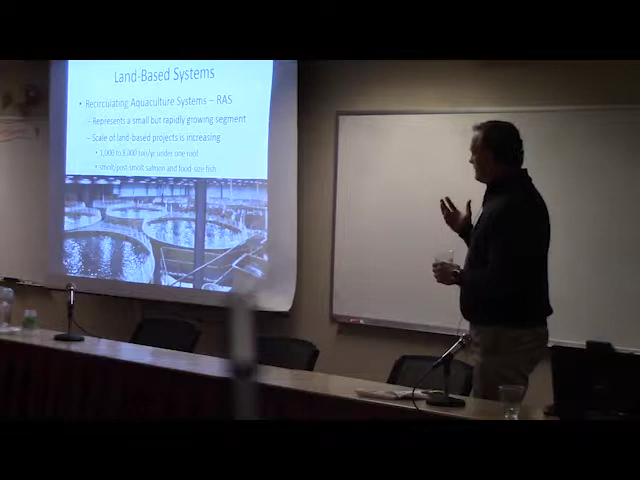 Land-Based Systems
• Recirculating Aquaculture Systems – RAS
– Represents a small but rapidly growing segment
– Scale of land-based projects is increasing
• 1,000 to 8,000 ton/yr under one roof
• smolt/post-smolt salmon and food-size fish